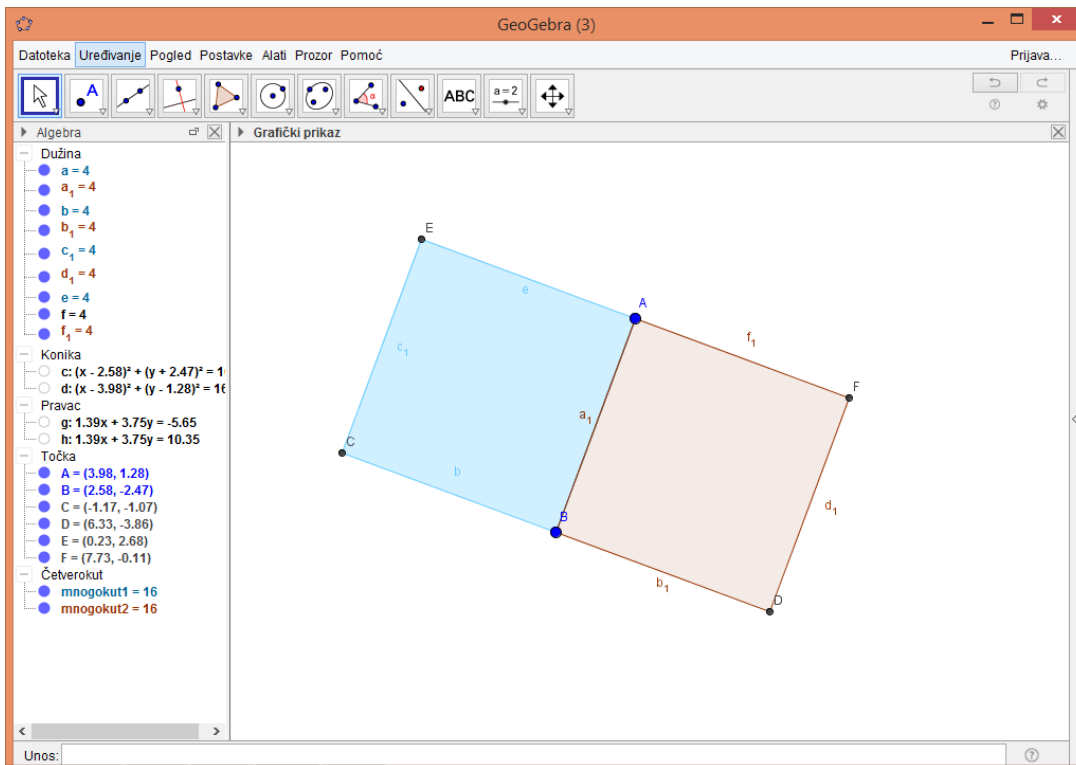 GeoGebra (3)
Datoteka Uređivanje Pogled Postavke Alati Prozor Pomoć Prijava...
A α ABC a=2
Algebra
Grafički prikaz
Dužina
a = 4
a₁ = 4
b = 4
b₁ = 4
c₁ = 4
d₁ = 4
e = 4
f = 4
f₁ = 4
Konika
c: (x - 2.58)² + (y + 2.47)² = 1
d: (x - 3.98)² + (y - 1.28)² = 16
Pravac
g: 1.39x + 3.75y = -5.65
h: 1.39x + 3.75y = 10.35
Točka
A = (3.98, 1.28)
B = (2.58, -2.47)
C = (-1.17, -1.07)
D = (6.33, -3.86)
E = (0.23, 2.68)
F = (7.73, -0.11)
Četverokut
mnogokut1 = 16
mnogokut2 = 16
E
e
A
f₁
c₁
F
a₁
C
b
d₁
B
b₁
D
Unos: